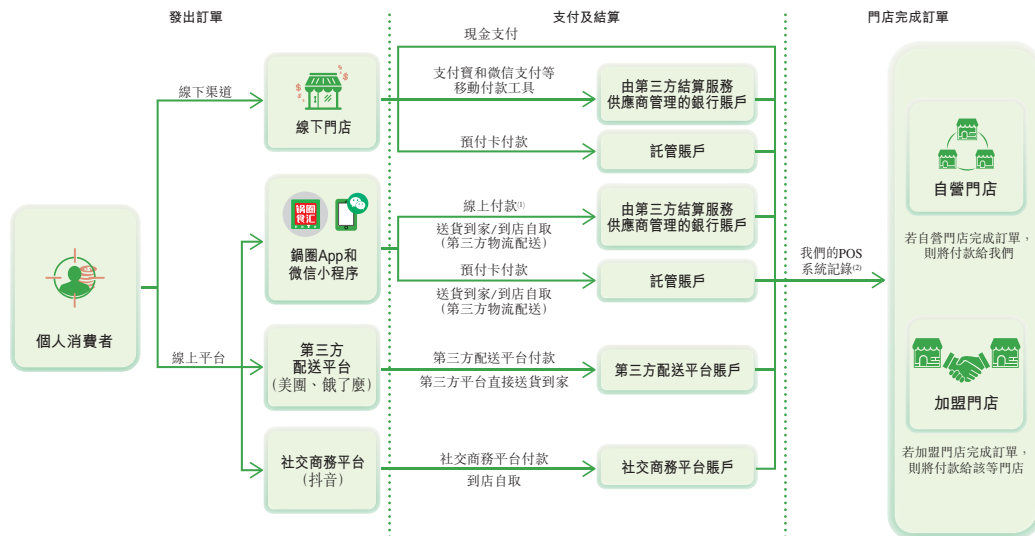 發出訂單
支付及結算
門店完成訂單
個人消費者
線下渠道
線上平台
線下門店
锅圈
食汇
鍋圈App和
微信小程序
第三方
配送平台
(美團、餓了麼)
社交商務平台
(抖音)
現金支付
支付寶和微信支付等
移動付款工具
由第三方結算服務
供應商管理的銀行賬戶
預付卡付款
託管賬戶
線上付款⁽¹⁾
送貨到家/到店自取
(第三方物流配送)
由第三方結算服務
供應商管理的銀行賬戶
預付卡付款
送貨到家/到店自取
(第三方物流配送)
託管賬戶
第三方配送平台付款
第三方平台直接送貨到家
第三方配送平台賬戶
社交商務平台付款
到店自取
社交商務平台賬戶
我們的POS
系統記錄⁽²⁾
自營門店
若自營門店完成訂單，
則將付款給我們
加盟門店
若加盟門店完成訂單，
則將付款給該等門店